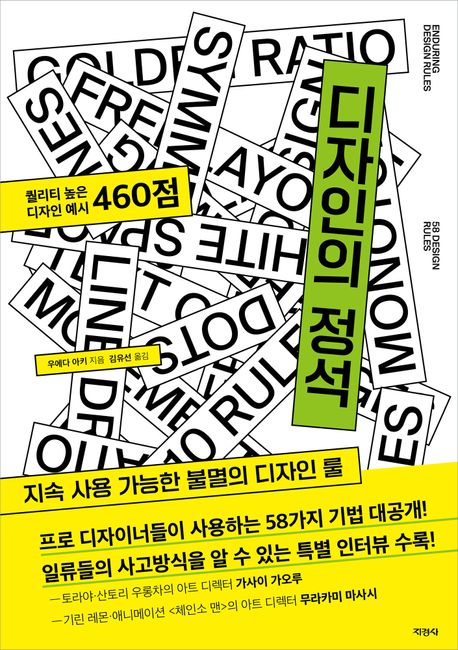 GOLDEN RATIO
ENDURING
DESIGN RULES
SYMM
FREE
LAYO
SIGN
디자인의 정석
퀄리티 높은
디자인 예시 460점
WHITE SPACE
58 DESIGN
RULES
MONO
LINE
DOTS
우에다 아키 지음 김유선 옮김
RULE
지속 사용 가능한 불멸의 디자인 룰
프로 디자이너들이 사용하는 58가지 기법 대공개!
일류들의 사고방식을 알 수 있는 특별 인터뷰 수록!
—토라야·산토리 우롱차의 아트 디렉터 가사이 가오루
—기린 레몬·애니메이션 <체인소 맨>의 아트 디렉터 무라카미 마사시
지경사